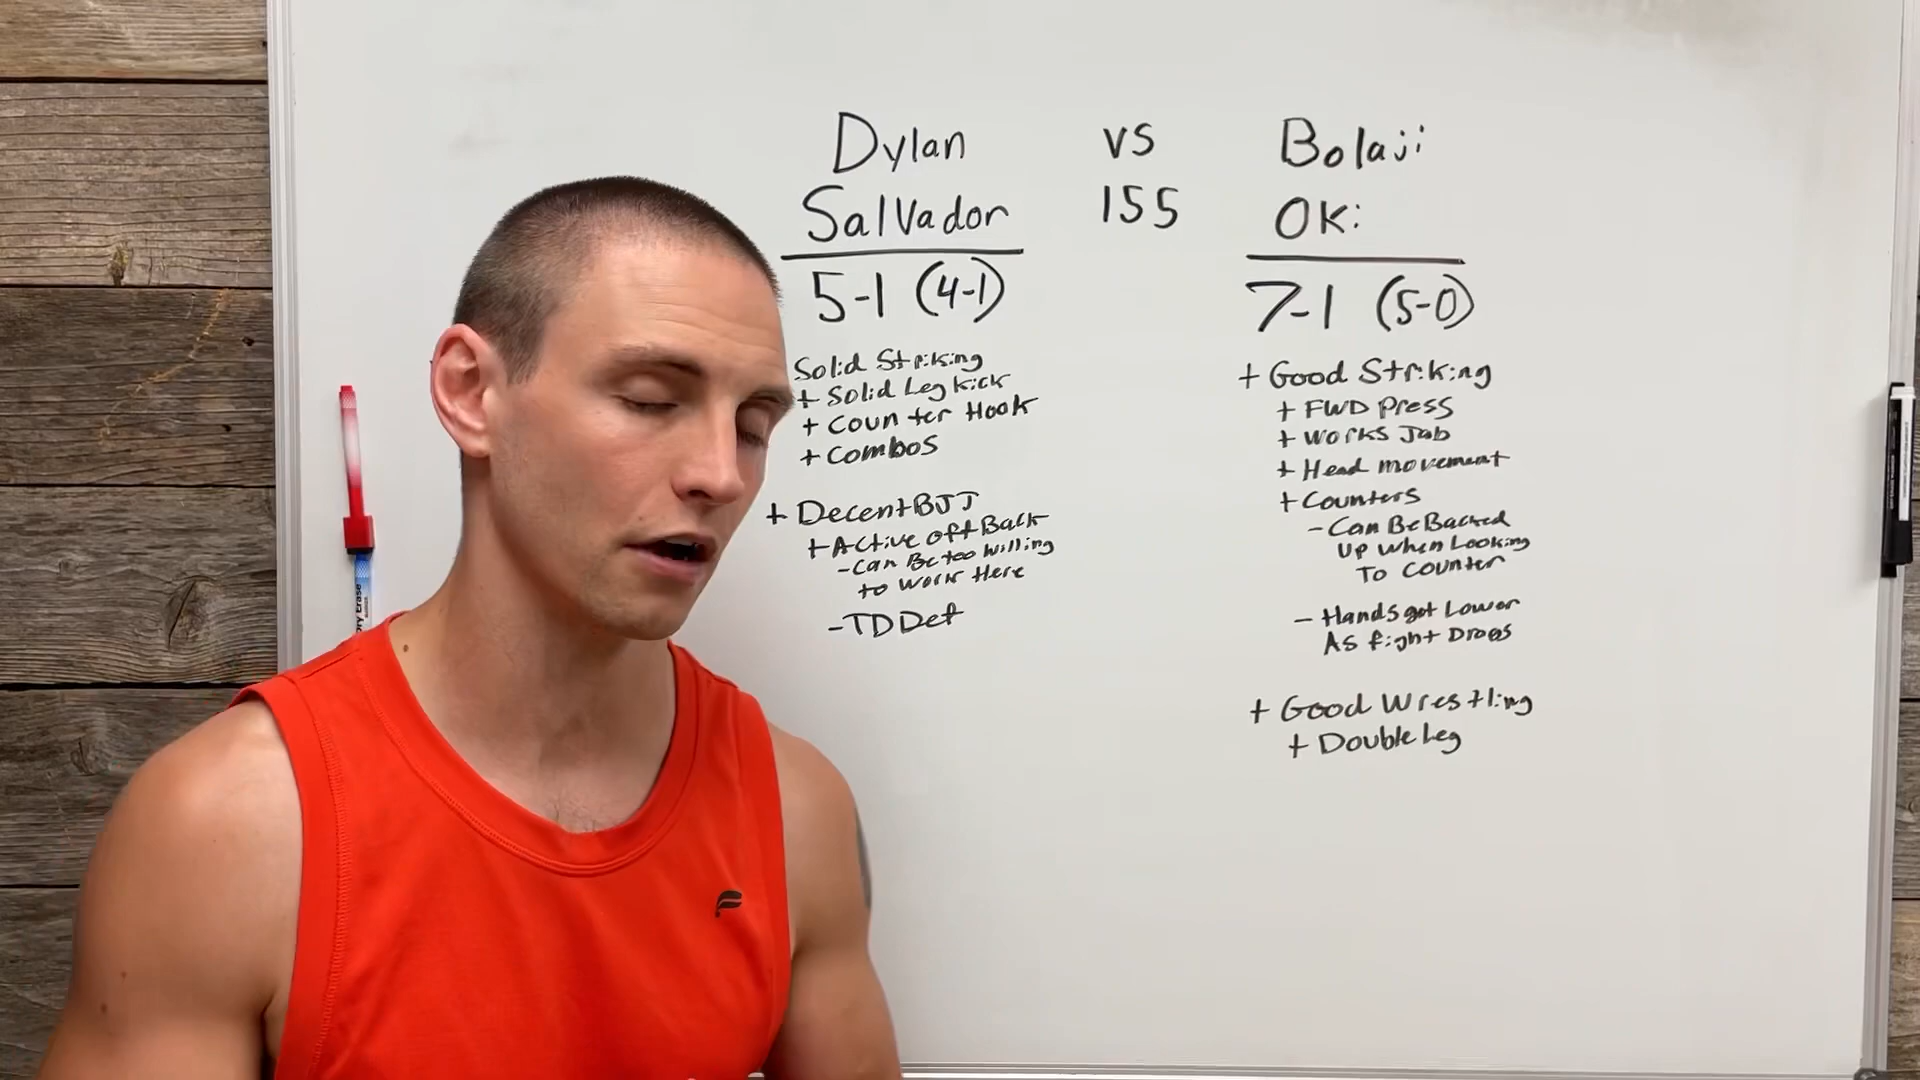 Dylan vs Bolaji
Salvador 155 Oki
5-1 (4-1)
7-1 (5-0)
Solid Striking
+ Solid Leg kick
+ Counter Hook
+ Combos
+ Decent BJJ
+ Active off Back
- Can Be too willing
to work Here
- TD Def
+ Good Striking
+ FWD Press
+ Works Jab
+ Head movement
+ Counters
- Can Be Backed
Up when Looking
To Counter
- Hands get Lower
As fight
+ Good Wrestling
+ Double Leg
ry Erase